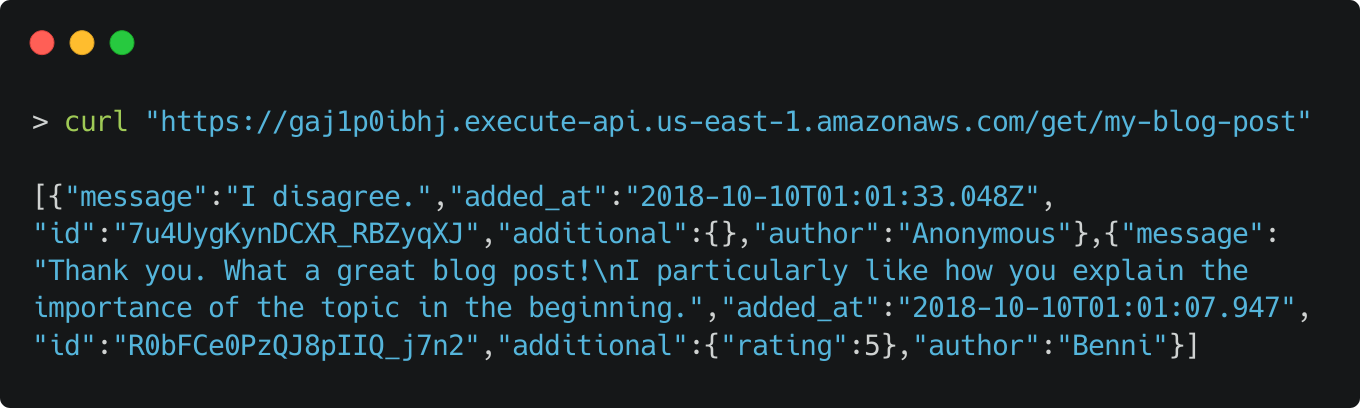 > curl "https://gaj1p0ibhj.execute-api.us-east-1.amazonaws.com/get/my-blog-post"
[{"message":"I disagree.","added_at":"2018-10-10T01:01:33.048Z",
"id":"7u4UygKynDCXR_RBZyqXJ","additional":{},"author":"Anonymous"},{"message":
"Thank you. What a great blog post!\nI particularly like how you explain the
importance of the topic in the beginning.","added_at":"2018-10-10T01:01:07.947",
"id":"R0bFCe0PzQJ8pIIQ_j7n2","additional":{"rating":5},"author":"Benni"}]